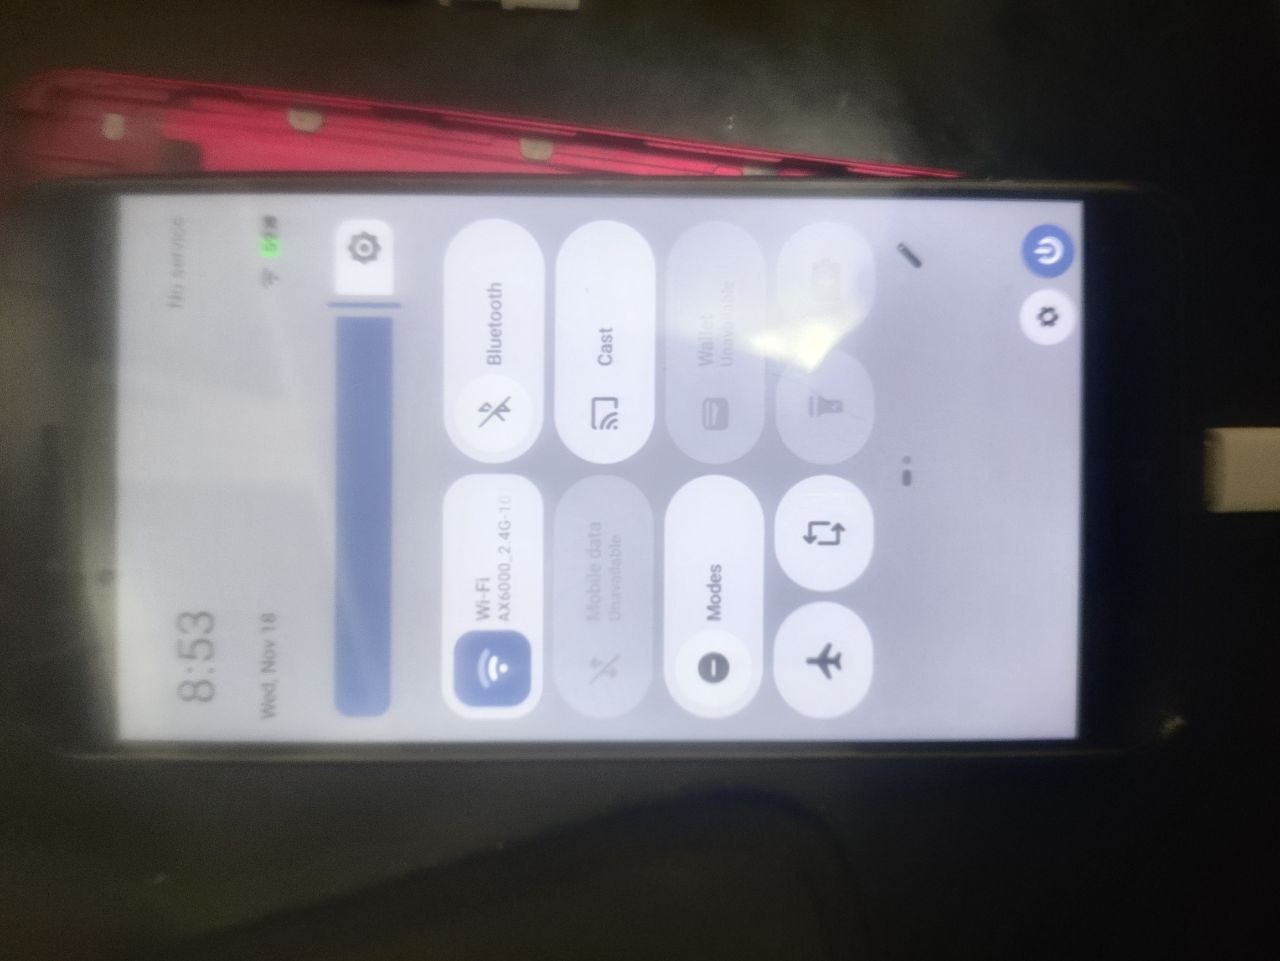 8:53
No service
Wed, Nov 18
Wi-Fi
AX6000_2.4G-10
Bluetooth
Mobile data
Unavailable
Cast
Modes
Wallet
Unavailable